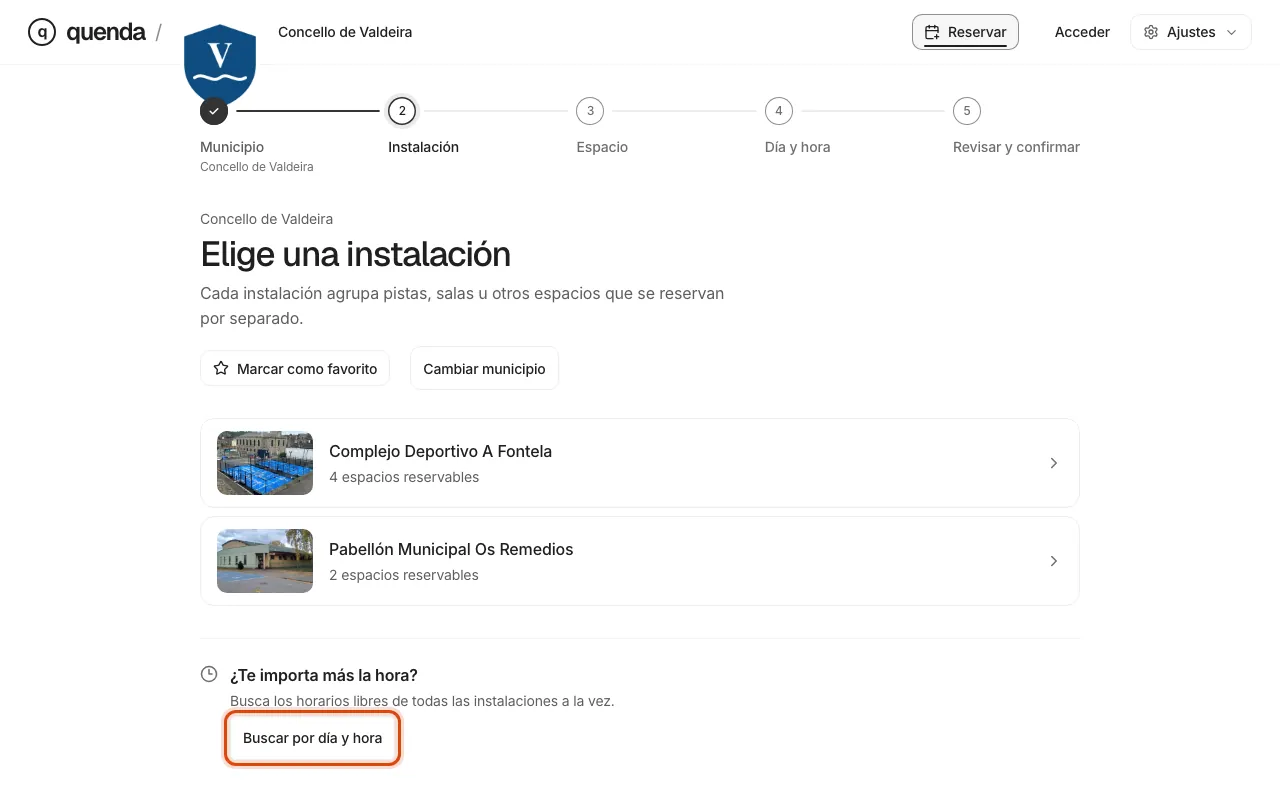 q quenda / V Concello de Valdeira Reservar Acceder Ajustes
2 3 4 5
Municipio Instalación Espacio Día y hora Revisar y confirmar
Concello de Valdeira
Concello de Valdeira
Elige una instalación
Cada instalación agrupa pistas, salas u otros espacios que se reservan
por separado.
Marcar como favorito Cambiar municipio
Complejo Deportivo A Fontela
4 espacios reservables
Pabellón Municipal Os Remedios
2 espacios reservables
¿Te importa más la hora?
Busca los horarios libres de todas las instalaciones a la vez.
Buscar por día y hora